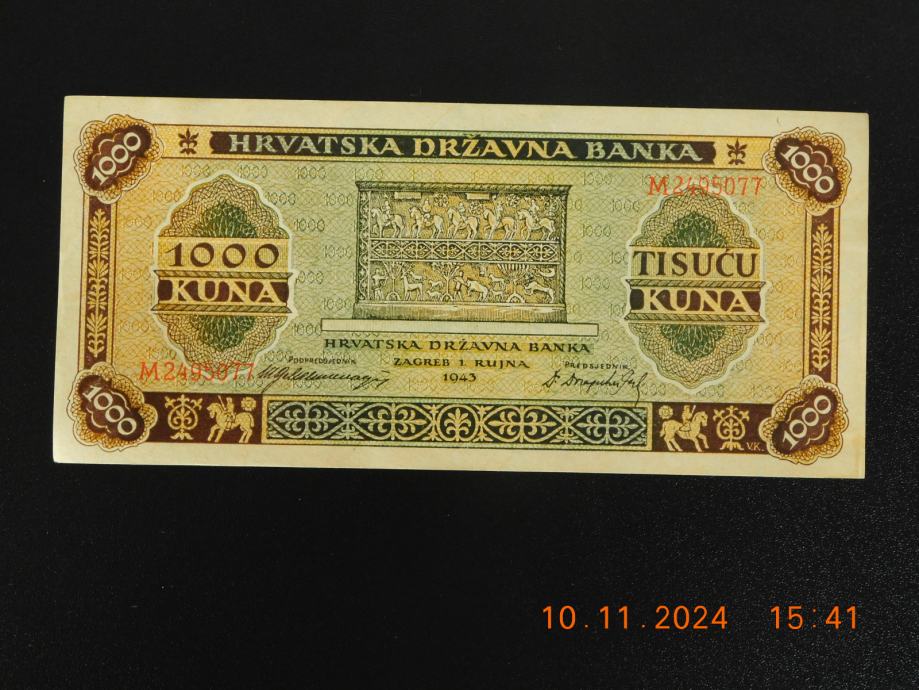 1000
HRVATSKA DRŽAVNA BANKA
1000
M2495077
1000
KUNA
TISUĆU
KUNA
HRVATSKA DRŽAVNA BANKA
ZAGREB 1. RUJNA
1943
PODPREDSJEDNIK
PREDSJEDNIK
M2495077
1000
1000
V.K.
10.11.2024 15:41